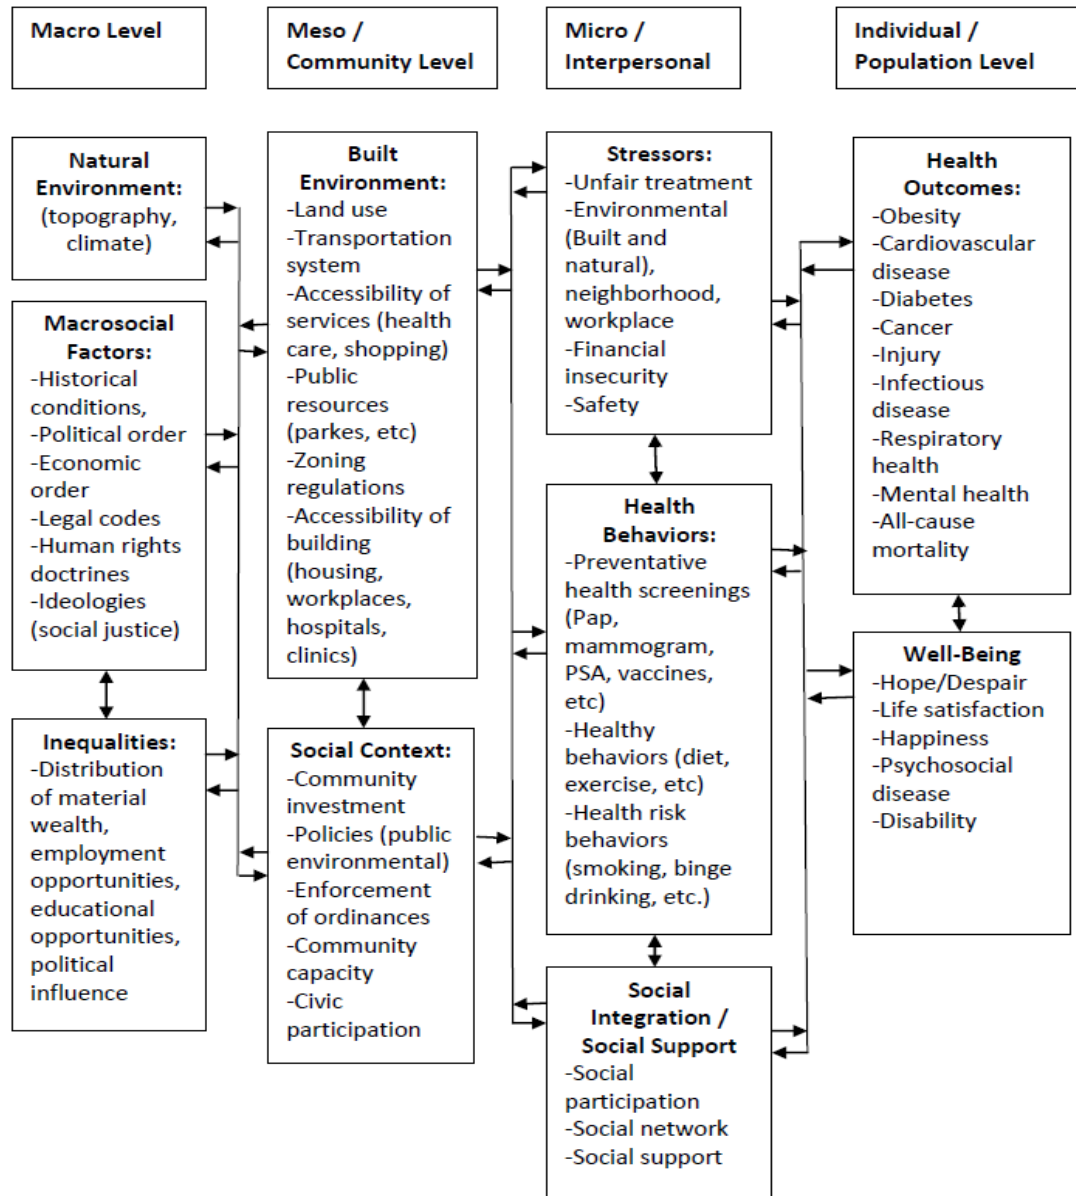 Macro Level
Meso /
Community Level
Micro /
Interpersonal
Individual /
Population Level
Natural
Environment:
(topography,
climate)
Macrosocial
Factors:
-Historical
conditions,
-Political order
-Economic
order
-Legal codes
-Human rights
doctrines
-Ideologies
(social justice)
Inequalities:
-Distribution
of material
wealth,
employment
opportunities,
educational
opportunities,
political
influence
Built
Environment:
-Land use
-Transportation
system
-Accessibility of
services (health
care, shopping)
-Public
resources
(parkes, etc)
-Zoning
regulations
-Accessibility of
building
(housing,
workplaces,
hospitals,
clinics)
Social Context:
-Community
investment
-Policies (public
environmental)
-Enforcement
of ordinances
-Community
capacity
-Civic
participation
Stressors:
-Unfair treatment
-Environmental
(Built and
natural),
neighborhood,
workplace
-Financial
insecurity
-Safety
Health
Behaviors:
-Preventative
health screenings
(Pap,
mammogram,
PSA, vaccines,
etc)
-Healthy
behaviors (diet,
exercise, etc)
-Health risk
behaviors
(smoking, binge
drinking, etc.)
Social
Integration /
Social Support
-Social
participation
-Social network
-Social support
Health
Outcomes:
-Obesity
-Cardiovascular
disease
-Diabetes
-Cancer
-Injury
-Infectious
disease
-Respiratory
health
-Mental health
-All-cause
mortality
Well-Being
-Hope/Despair
-Life satisfaction
-Happiness
-Psychosocial
disease
-Disability